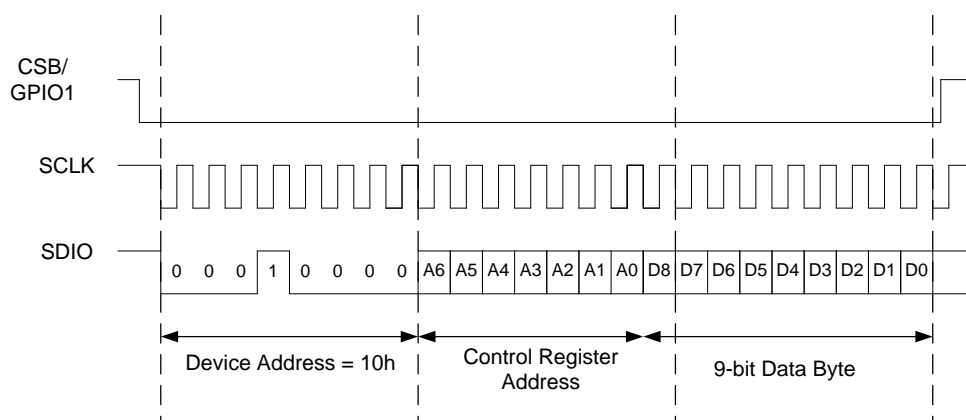 CSB/
GPIO1
SCLK
SDIO
0 0 0 1 0 0 0 0 A6 A5 A4 A3 A2 A1 A0 D8 D7 D6 D5 D4 D3 D2 D1 D0
Device Address = 10h
Control Register
Address
9-bit Data Byte